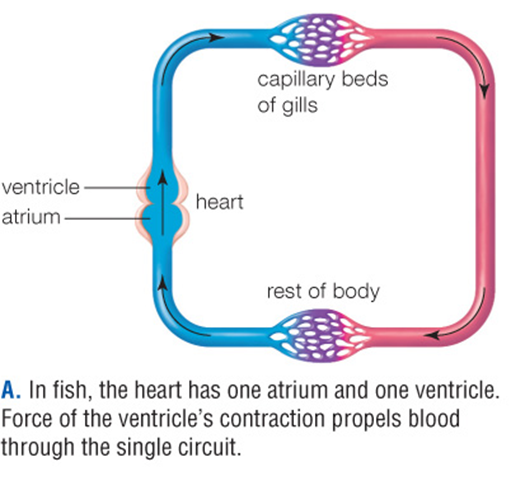 capillary beds
of gills
ventricle
atrium
heart
rest of body
A. In fish, the heart has one atrium and one ventricle.
Force of the ventricle's contraction propels blood
through the single circuit.